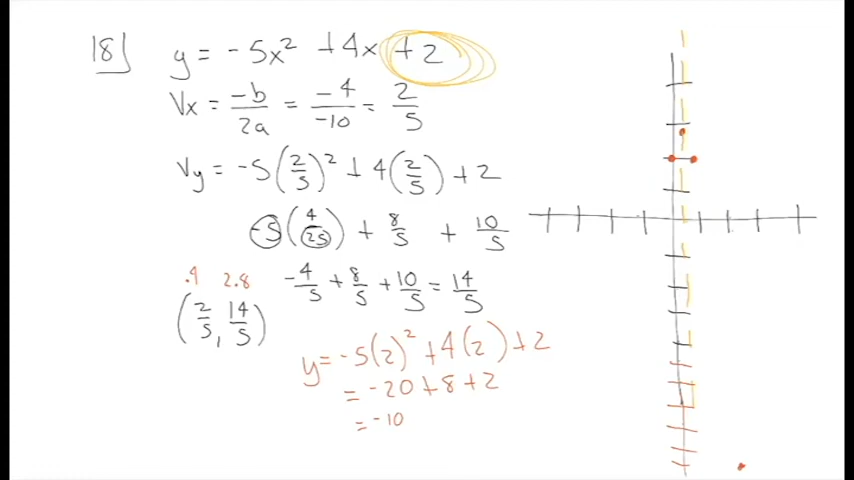 18) y = -5x² + 4x + 2
Vx = -b/2a = -4/-10 = 2/5
Vy = -5(2/5)² + 4(2/5) + 2
-5(4/25) + 8/5 + 10/5
-4/5 + 8/5 + 10/5 = 14/5
.4 2.8
(2/5, 14/5)
y = -5(2)² + 4(2) + 2
= -20 + 8 + 2
= -10